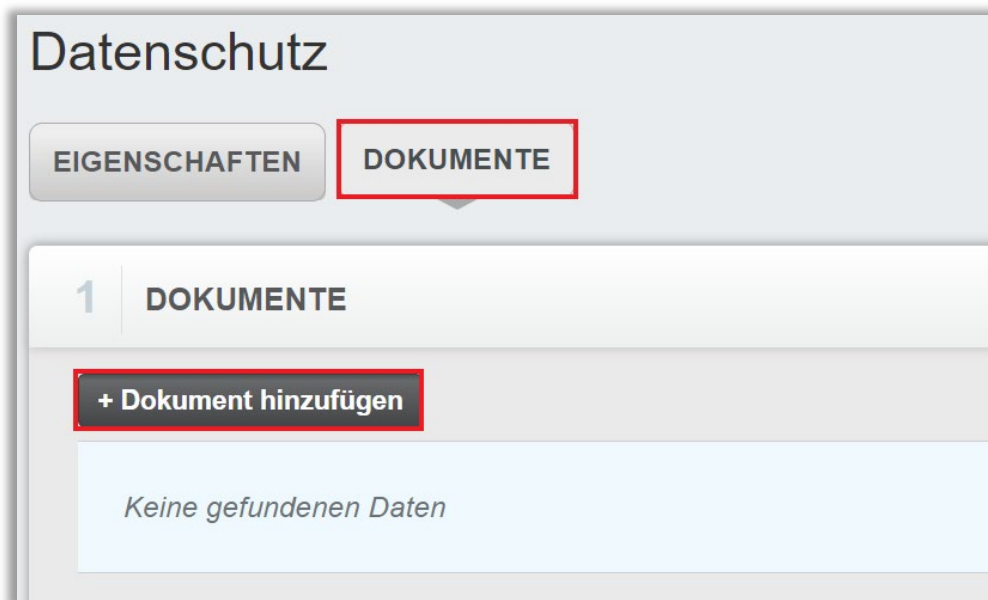 Datenschutz
EIGENSCHAFTEN DOKUMENTE
1 DOKUMENTE
+ Dokument hinzufügen
Keine gefundenen Daten